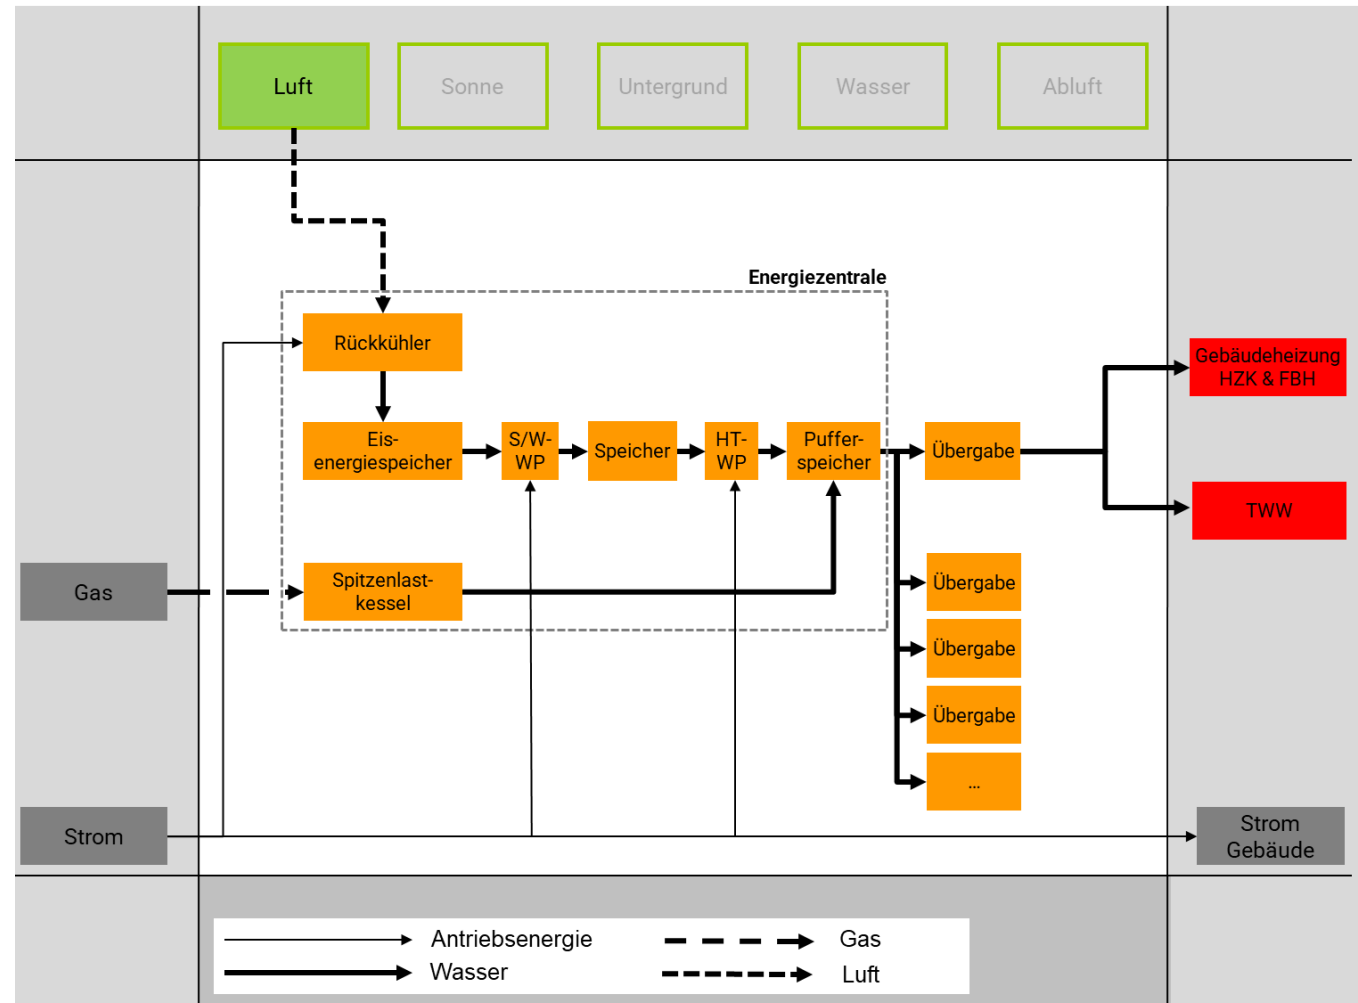 Luft
Sonne
Untergrund
Wasser
Abluft
Energiezentrale
Rückkühler
Gebäudeheizung
HZK & FBH
Eis-
energiespeicher
S/W-
WP
Speicher
HT-
WP
Puffer-
speicher
Übergabe
TWW
Gas
Spitzenlast-
kessel
Übergabe
Übergabe
Übergabe
...
Strom
Strom
Gebäude
Antriebsenergie
Gas
Wasser
Luft